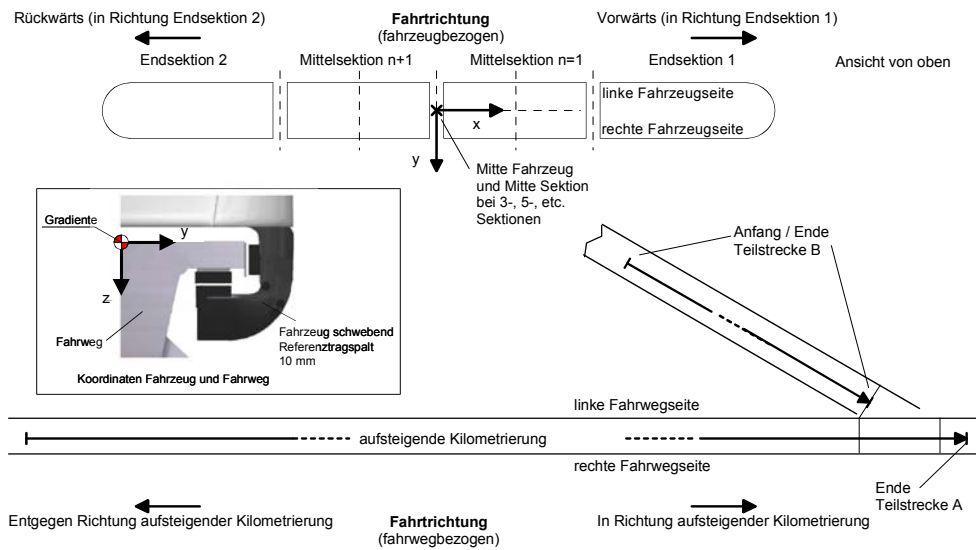 Rückwärts (in Richtung Endsektion 2)
Fahrtrichtung
(fahrzeugbezogen)
Vorwärts (in Richtung Endsektion 1)
Endsektion 2
Mittelsektion n+1
Mittelsektion n=1
Endsektion 1
Ansicht von oben
linke Fahrzeugseite
rechte Fahrzeugseite
x
y
Mitte Fahrzeug
und Mitte Sektion
bei 3-, 5-, etc.
Sektionen
Gradiente
y
z
Fahrweg
Fahrzeug schwebend
Referenztragspalt
10 mm
Koordinaten Fahrzeug und Fahrweg
Anfang / Ende
Teilstrecke B
linke Fahrwegseite
aufsteigende Kilometrierung
rechte Fahrwegseite
Ende
Teilstrecke A
Entgegen Richtung aufsteigender Kilometrierung
Fahrtrichtung
(fahrwegbezogen)
In Richtung aufsteigender Kilometrierung